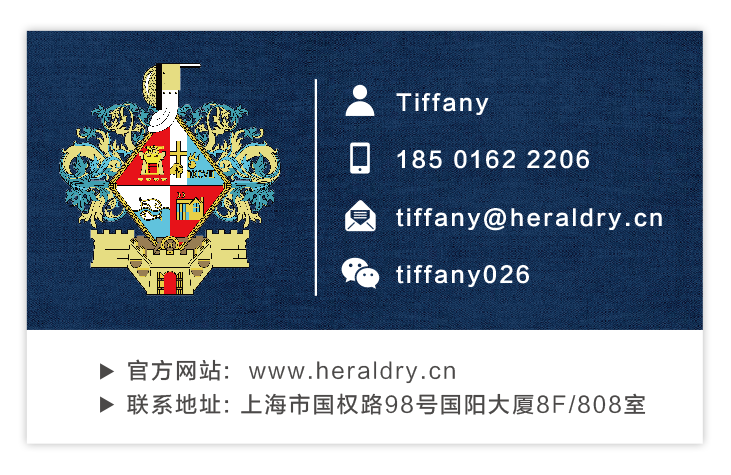 Tiffany
185 0162 2206
tiffany@heraldry.cn
tiffany026
官方网站: www.heraldry.cn
联系地址: 上海市国权路98号国阳大厦8F/808室